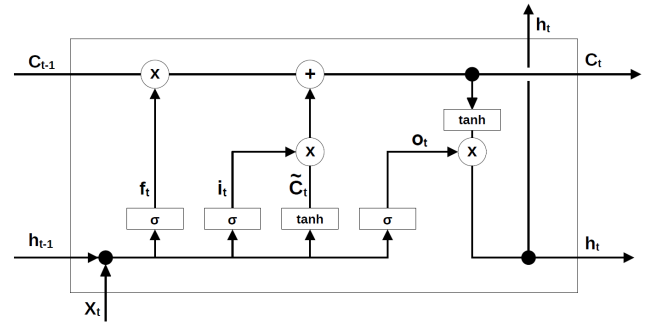 hₜ
Cₜ₋₁
x
+
Cₜ
tanh
x
oₜ
x
fₜ
iₜ
C̃ₜ
σ
σ
tanh
σ
hₜ₋₁
hₜ
Xₜ